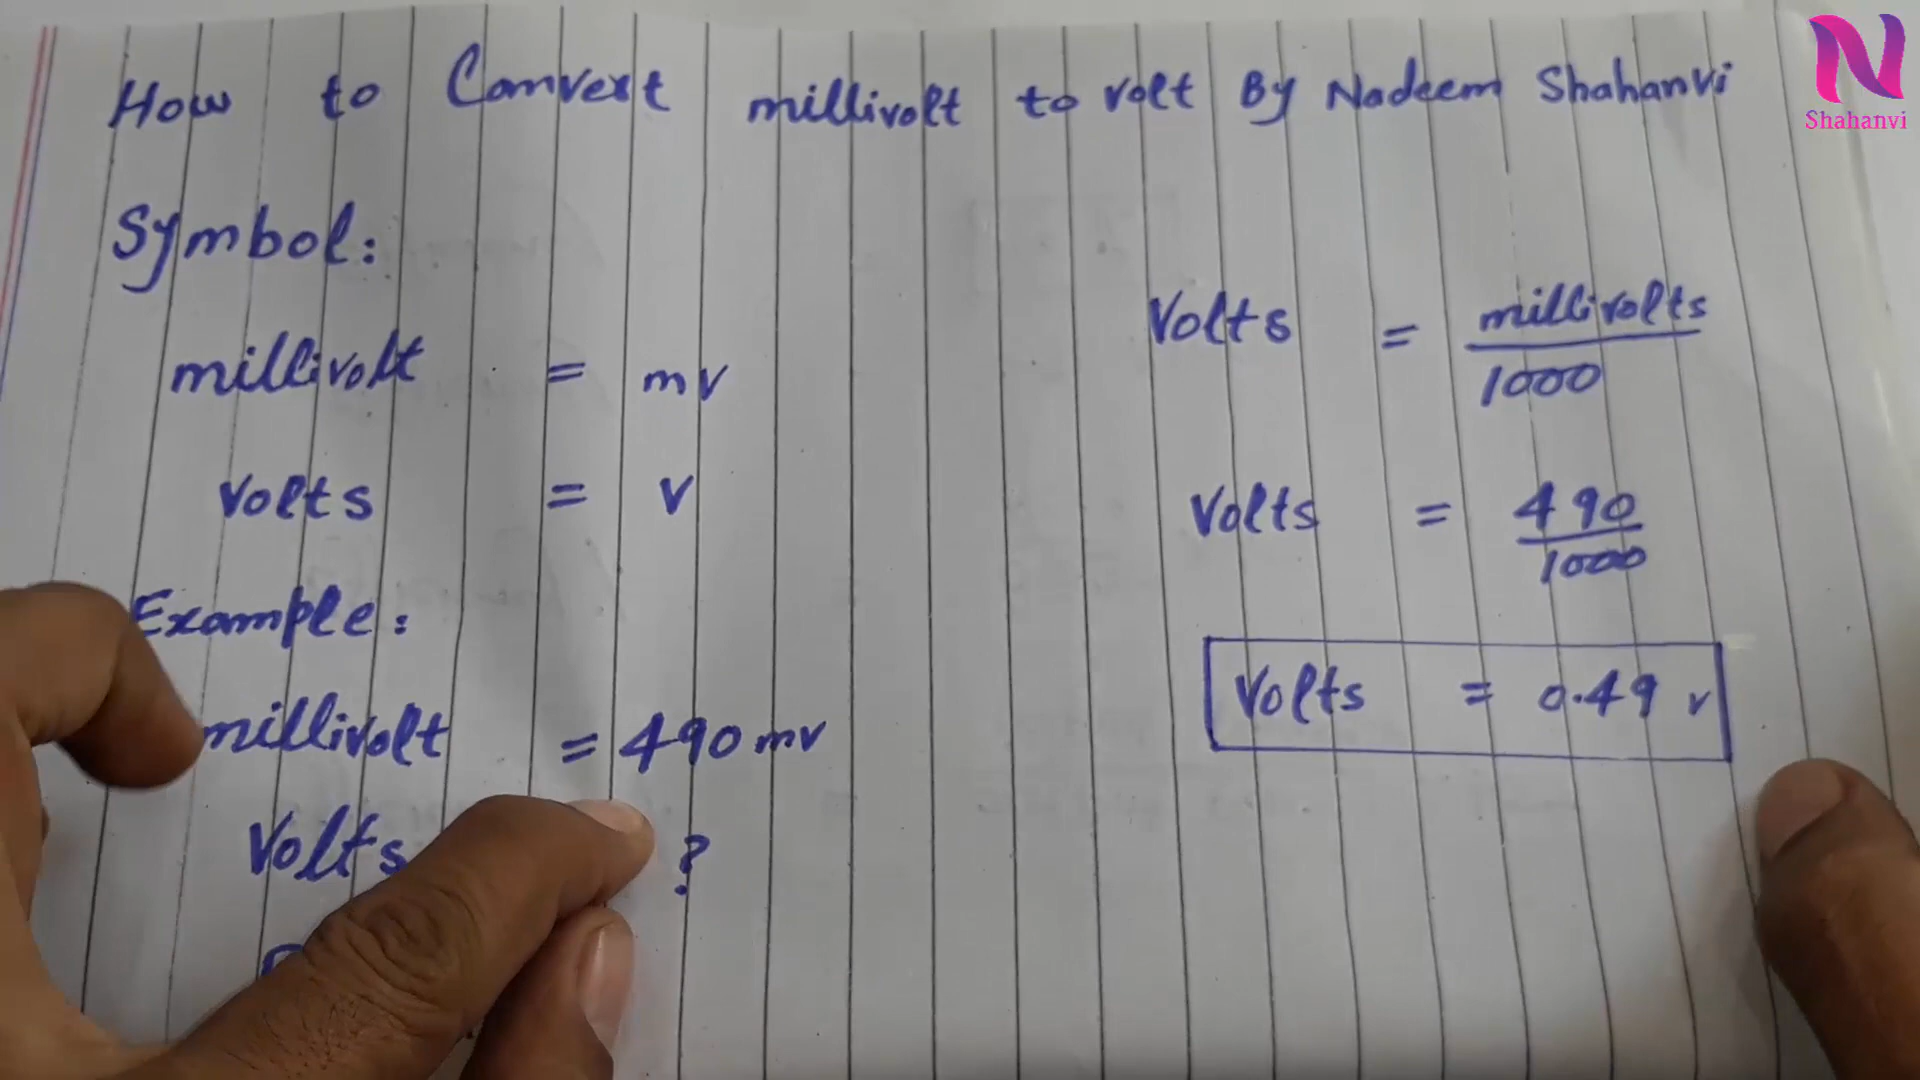 How to Convert millivolt to volt By Nadeem Shahanvi
Symbol:
millivolt = mv
Volts = v
Example:
millivolt = 490 mv
Volts ?
Volts = millivolts
1000
Volts = 490
1000
Volts = 0.49 v
N
Shahanvi